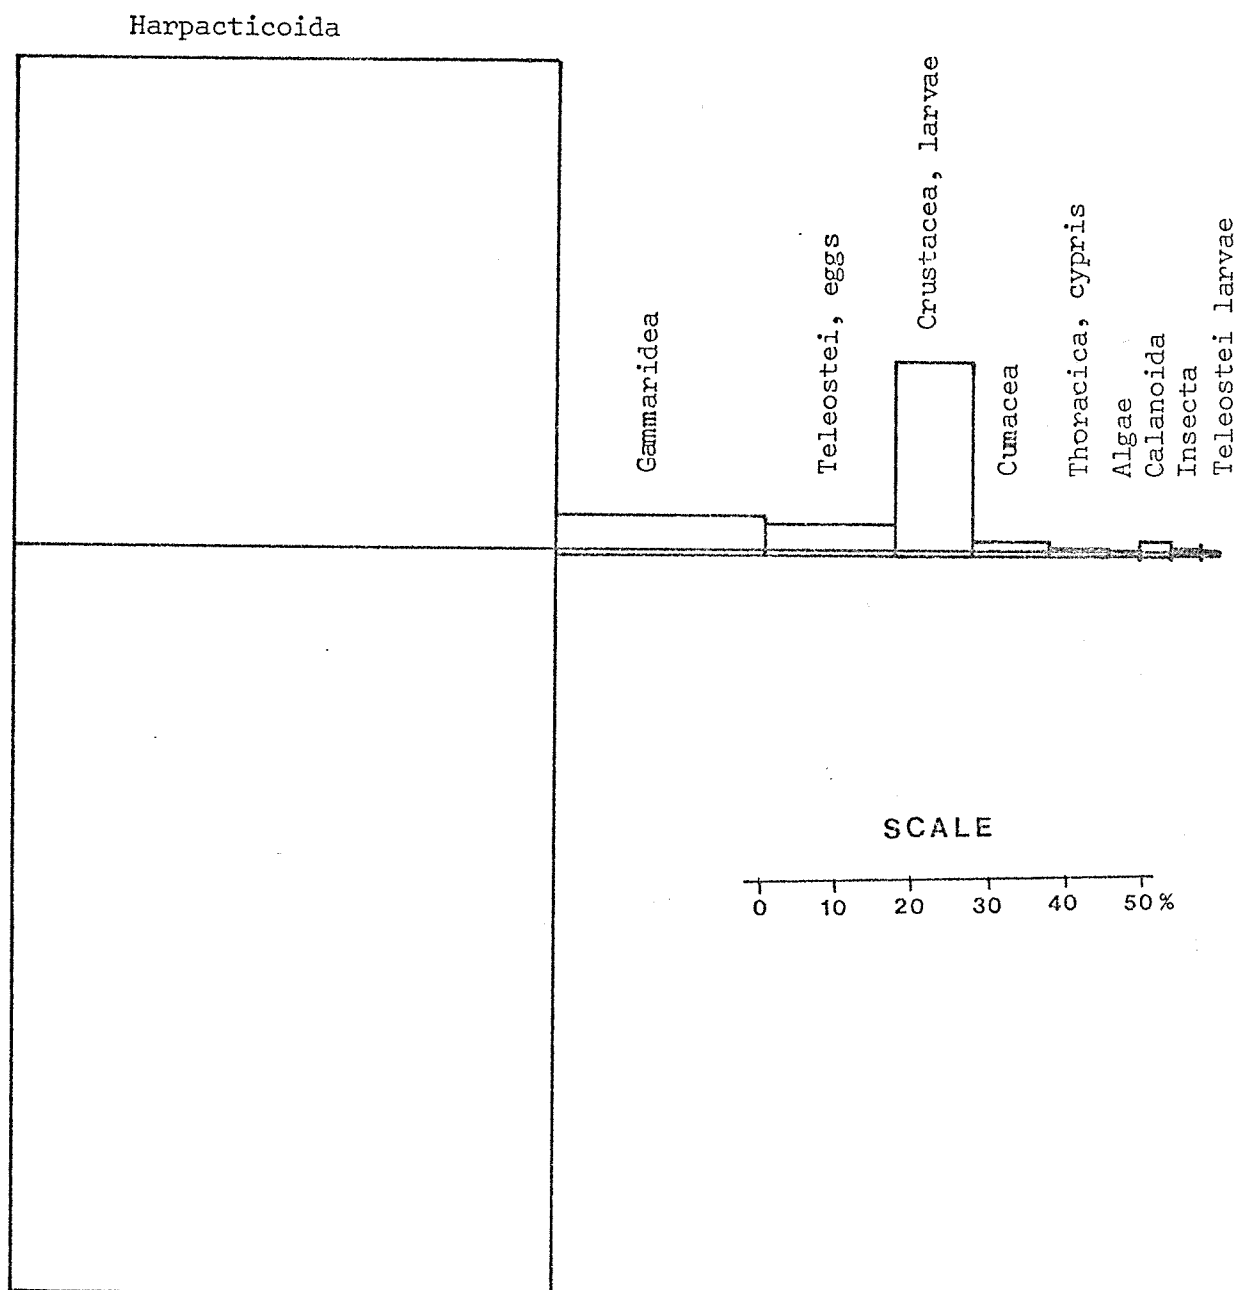 Harpacticoida
Gammaridea
Teleostei, eggs
Crustacea, larvae
Cumacea
Thoracica, cypris
Algae
Calanoida
Insecta
Teleostei larvae
SCALE
0 10 20 30 40 50%